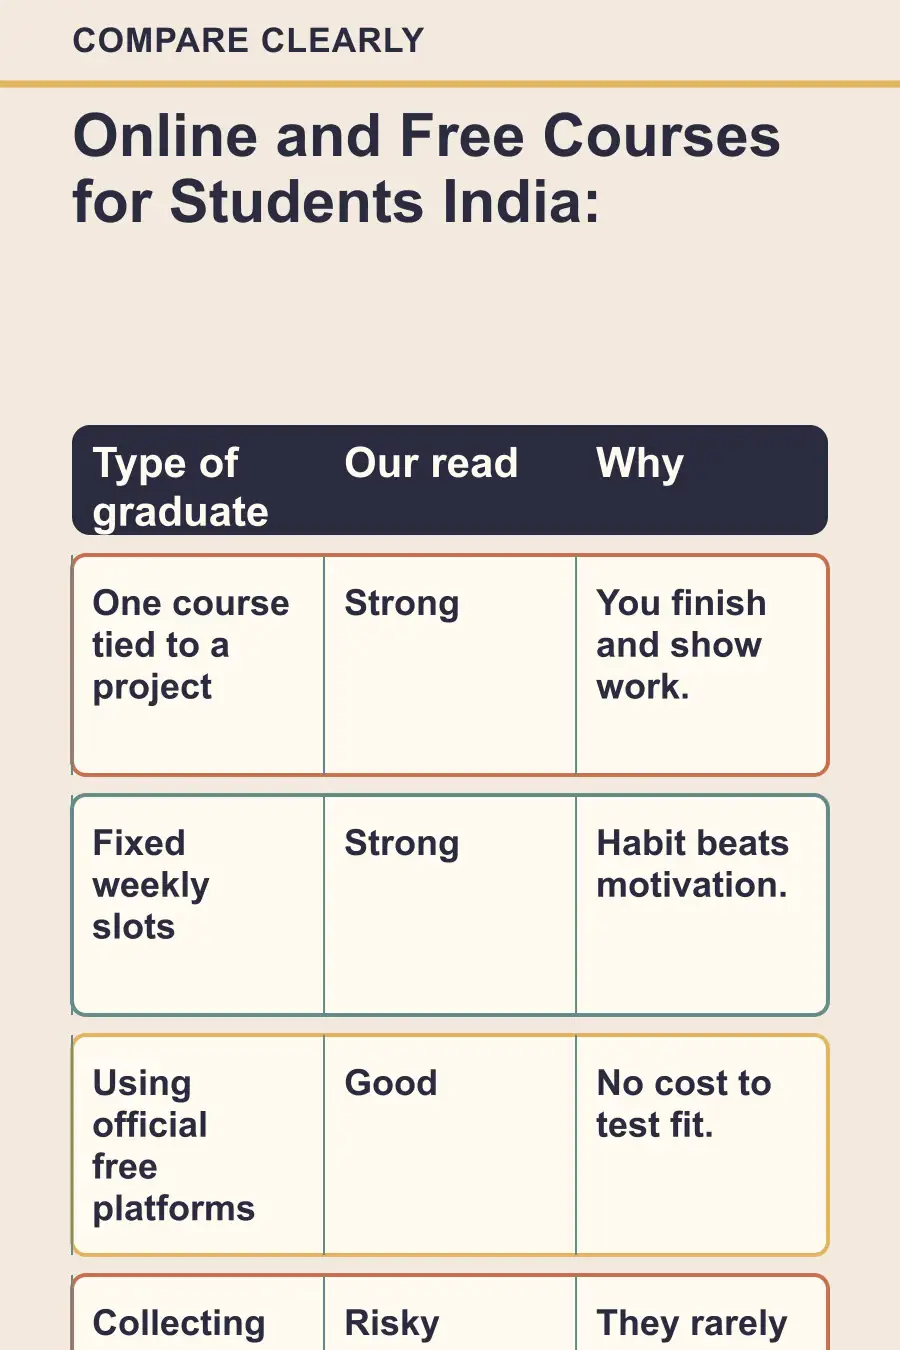 COMPARE CLEARLY
Online and Free Courses
for Students India:
Type of
graduate
Our read
Why
One course
tied to a
project
Strong
You finish
and show
work.
Fixed
weekly
slots
Strong
Habit beats
motivation.
Using
official
free
platforms
Good
No cost to
test fit.
Collecting
Risky
They rarely